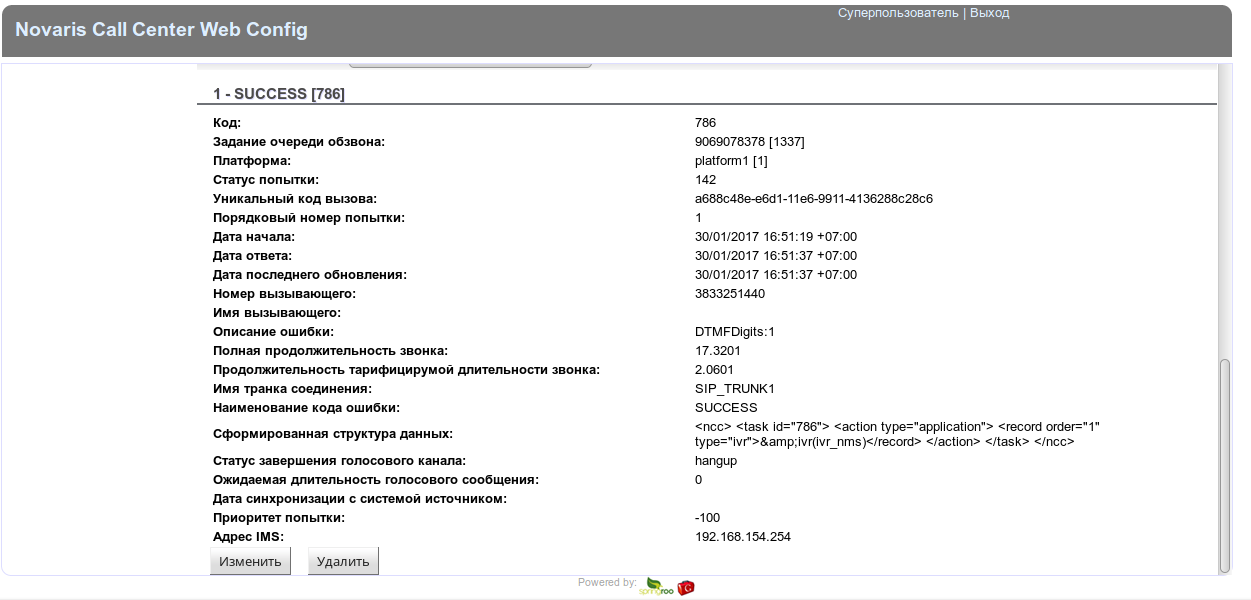 Суперпользователь | Выход
Novaris Call Center Web Config
1 - SUCCESS [786]
Код: 786
Задание очереди обзвона: 9069078378 [1337]
Платформа: platform1 [1]
Статус попытки: 142
Уникальный код вызова: a688c48e-e6d1-11e6-9911-4136288c28c6
Порядковый номер попытки: 1
Дата начала: 30/01/2017 16:51:19 +07:00
Дата ответа: 30/01/2017 16:51:37 +07:00
Дата последнего обновления: 30/01/2017 16:51:37 +07:00
Номер вызывающего: 3833251440
Имя вызывающего:
Описание ошибки: DTMFDigits:1
Полная продолжительность звонка: 17.3201
Продолжительность тарифицирумой длительности звонка: 2.0601
Имя транка соединения: SIP_TRUNK1
Наименование кода ошибки: SUCCESS
Сформированная структура данных: <ncc> <task id="786"> <action type="application"> <record order="1"
type="ivr">&amp;ivr(ivr_nms)</record> </action> </task> </ncc>
Статус завершения голосового канала: hangup
Ожидаемая длительность голосового сообщения: 0
Дата синхронизации с системой источником:
Приоритет попытки: -100
Адрес IMS: 192.168.154.254
Изменить Удалить
Powered by: springroo